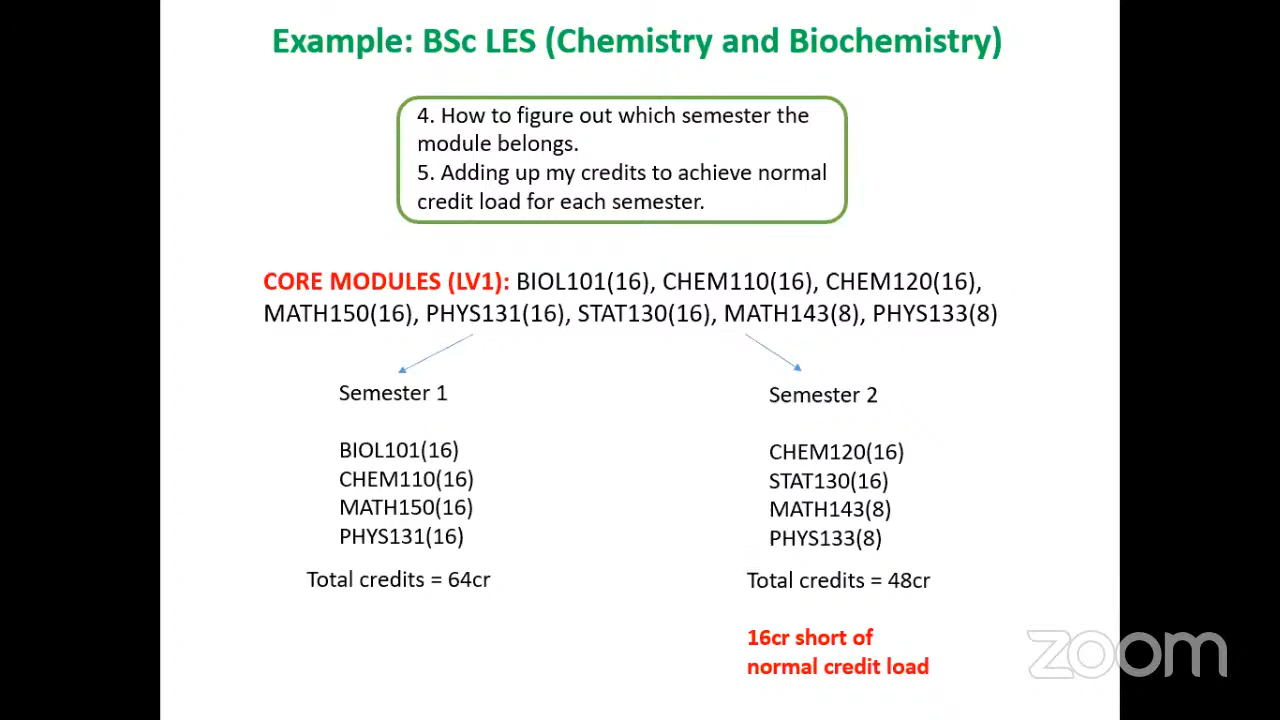 Example: BSc LES (Chemistry and Biochemistry)
4. How to figure out which semester the
module belongs.
5. Adding up my credits to achieve normal
credit load for each semester.
CORE MODULES (LV1): BIOL101(16), CHEM110(16), CHEM120(16),
MATH150(16), PHYS131(16), STAT130(16), MATH143(8), PHYS133(8)
Semester 1
BIOL101(16)
CHEM110(16)
MATH150(16)
PHYS131(16)
Total credits = 64cr
Semester 2
CHEM120(16)
STAT130(16)
MATH143(8)
PHYS133(8)
Total credits = 48cr
16cr short of
normal credit load
zoom